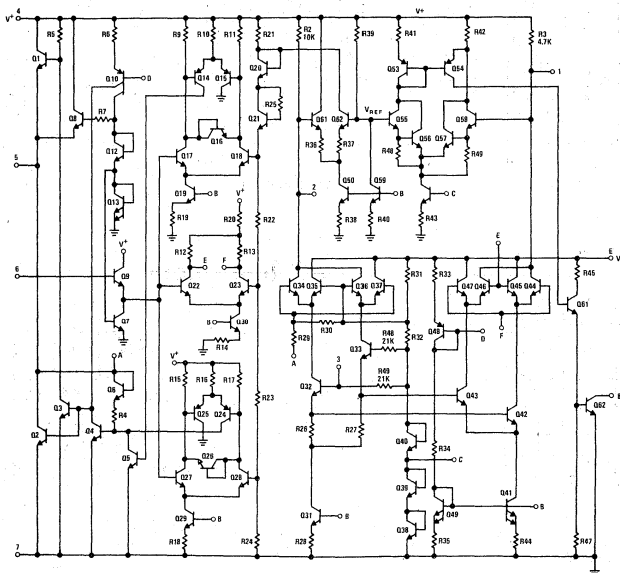 V+ 4
R5
R6
R9
R10
R11
R21
R2
10K
R39
V+
R41
R42
R3
4.7K
Q1
Q10
D
Q14
Q15
Q20
Q53
Q54
1
Q8
R7
R25
Q61
Q62
VREF
Q55
Q58
Q12
Q16
Q21
Q56
Q57
R36
R37
R48
R49
5
Q13
Q17
Q18
Q50
Q59
B
C
Q19
B
2
R38
R40
R43
V+
R19
V+
R20
R22
6
Q9
R12
R13
E
V
E
F
R31
R33
R45
Q22
Q23
Q34
Q35
Q36
Q37
Q47
Q46
Q45
Q44
Q7
B
Q30
R30
R29
R32
Q48
F
Q61
A
R14
A
Q33
R48
21K
D
V+
3
R15
R16
R17
R23
Q32
R49
21K
Q43
Q6
R4
Q25
Q24
Q42
B
Q62
Q3
Q2
Q4
Q5
Q26
R26
R27
Q40
R34
C
Q27
Q28
Q39
Q41
B
Q29
B
Q31
B
Q38
Q49
R18
R24
R28
R35
R44
R47
7